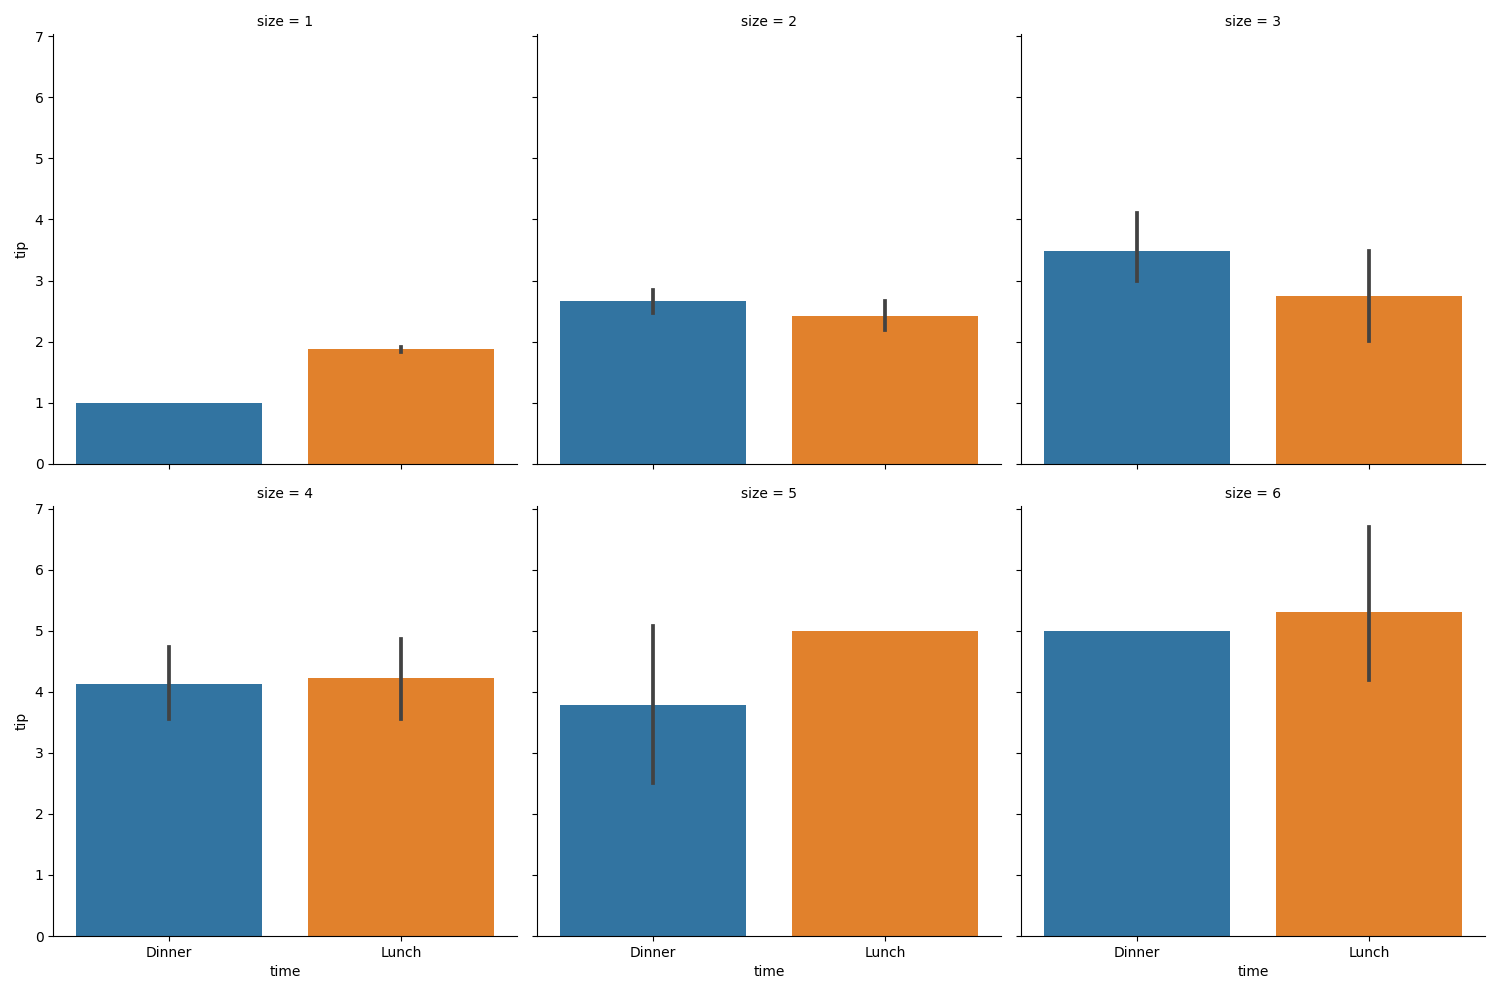 size = 1
size = 2
size = 3
7
6
5
4
3
2
1
0
tip
size = 4
size = 5
size = 6
7
6
5
4
3
2
1
0
tip
Dinner
Lunch
Dinner
Lunch
Dinner
Lunch
time
time
time